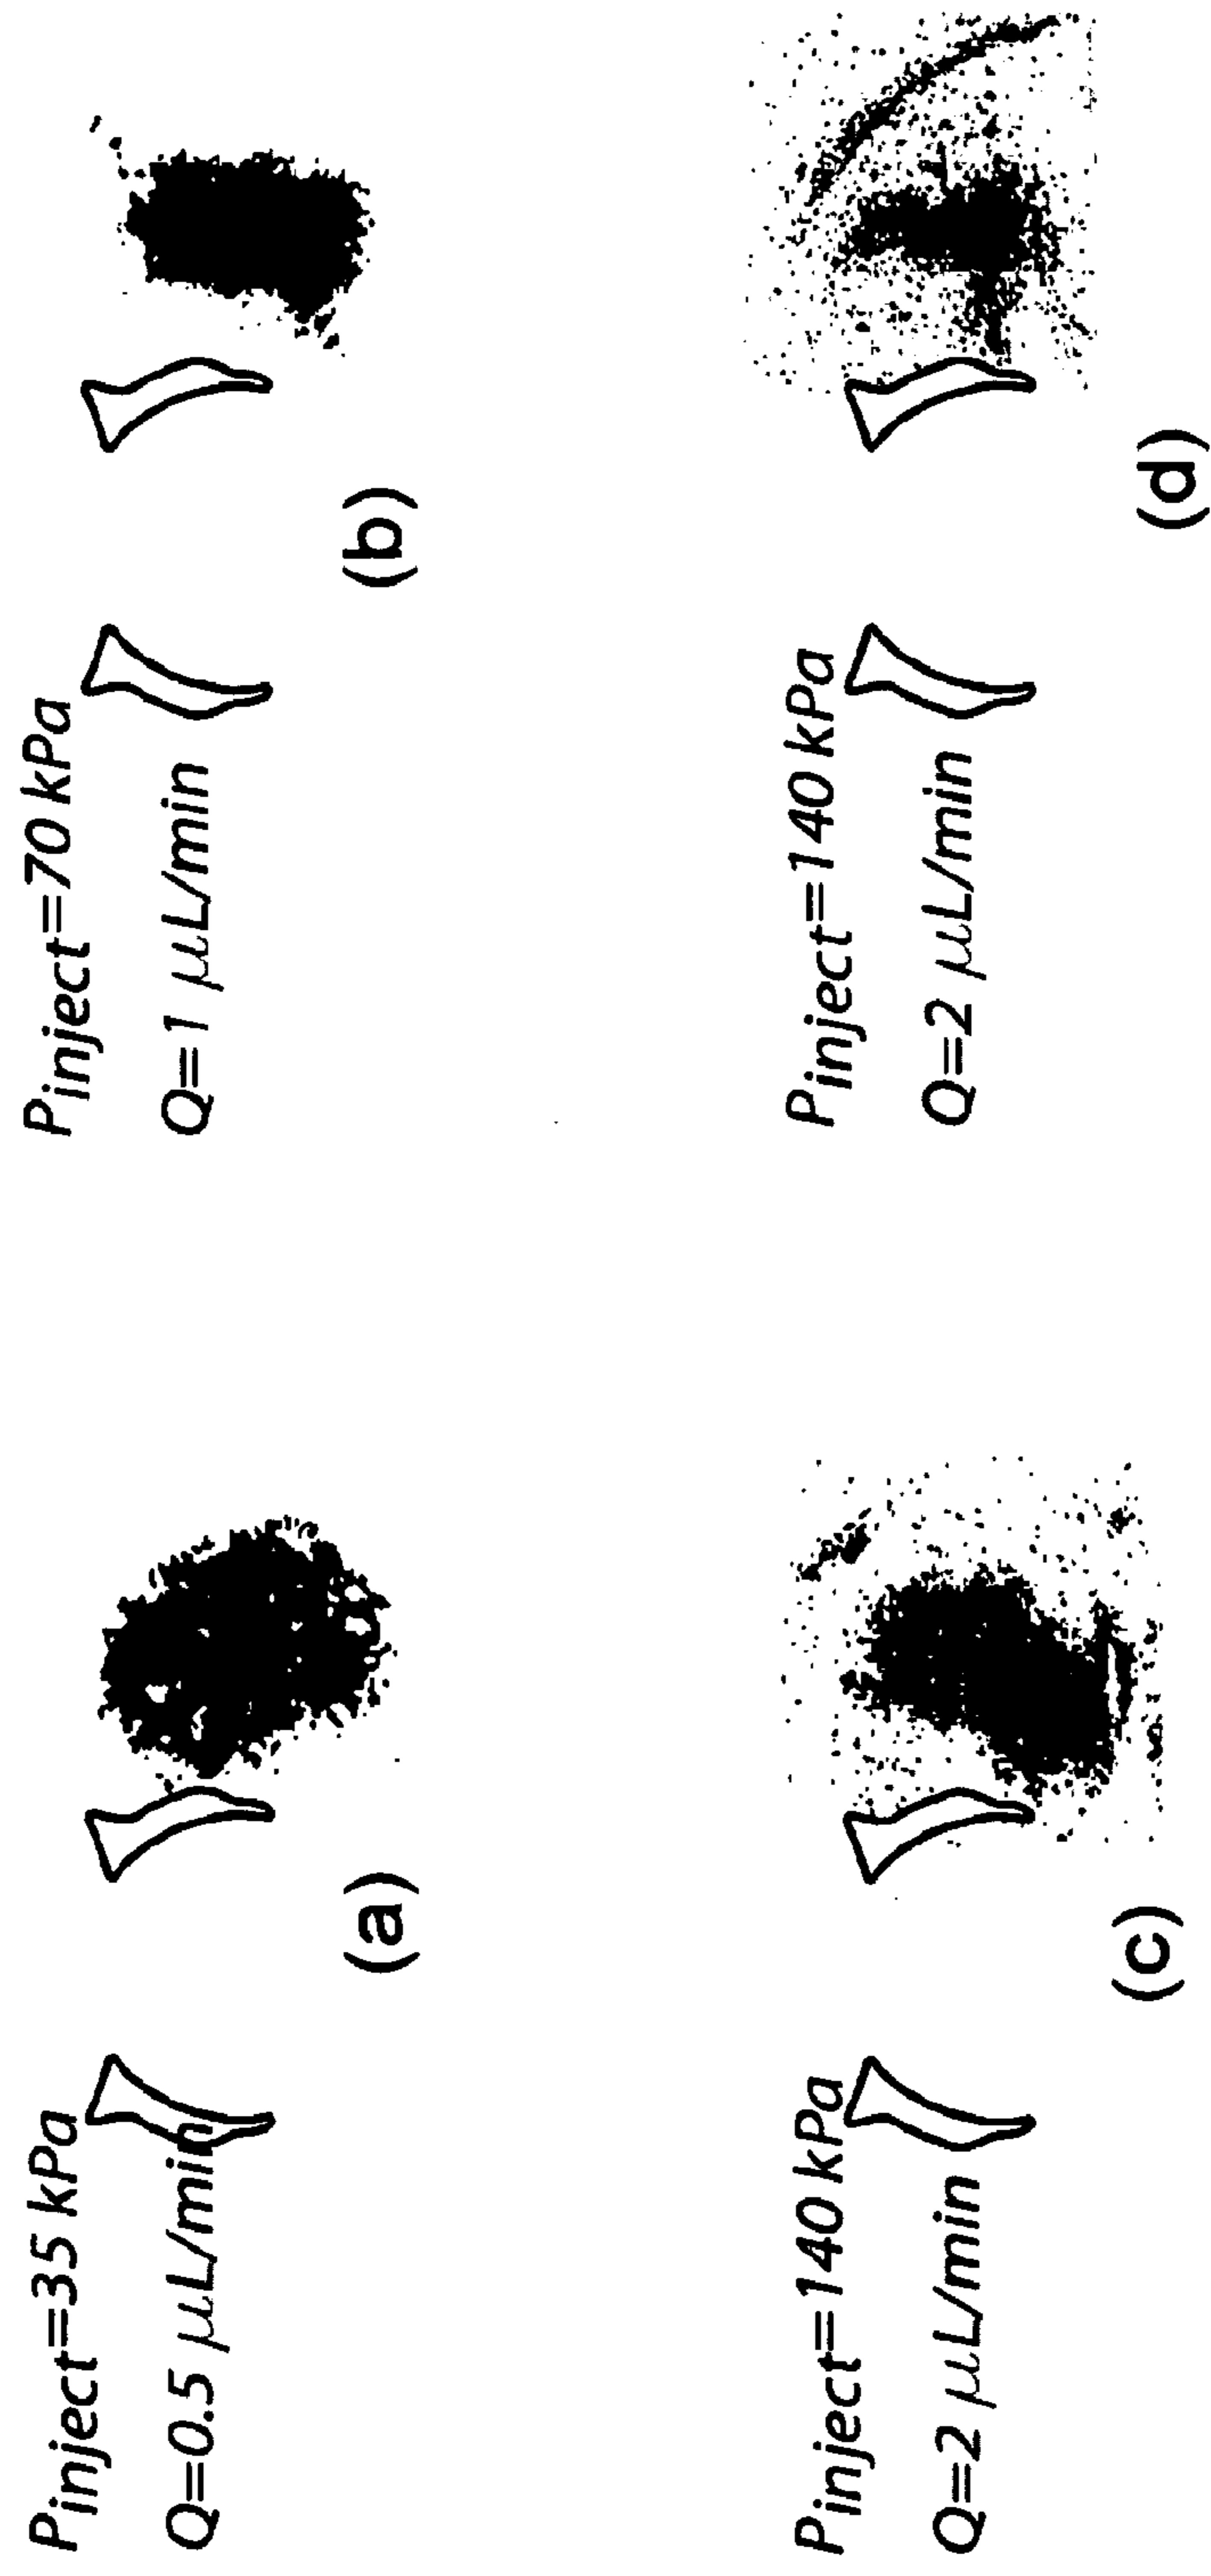 Pinject=35 kPa
Q=0.5 μL/min
(a)
Pinject=70 kPa
Q=1 μL/min
(b)
Pinject=140 kPa
Q=2 μL/min
(c)
Pinject=140 kPa
Q=2 μL/min
(d)